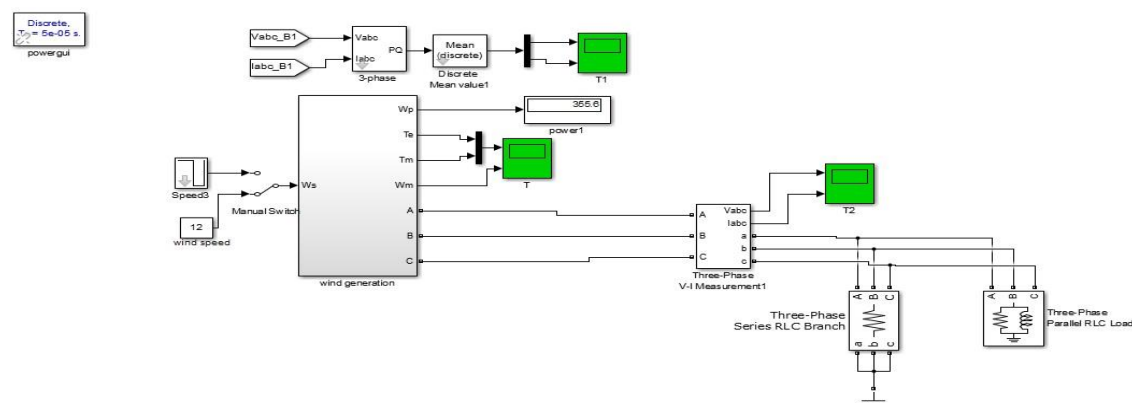 Discrete,
Ts = 5e-05 s.
powergui
Vabc_B1
Iabc_B1
Vabc
Iabc
PQ
3-phase
Mean
(discrete)
Discrete
Mean value1
T1
Wp
Te
Tm
Wm
A
B
C
Ws
wind generation
355.6
power1
T
Speed3
Manual Switch
12
wind speed
A
B
C
Vabc
Iabc
a
b
c
Three-Phase
V-I Measurement1
T2
A
B
C
a
b
c
Three-Phase
Series RLC Branch
A
B
C
Three-Phase
Parallel RLC Load